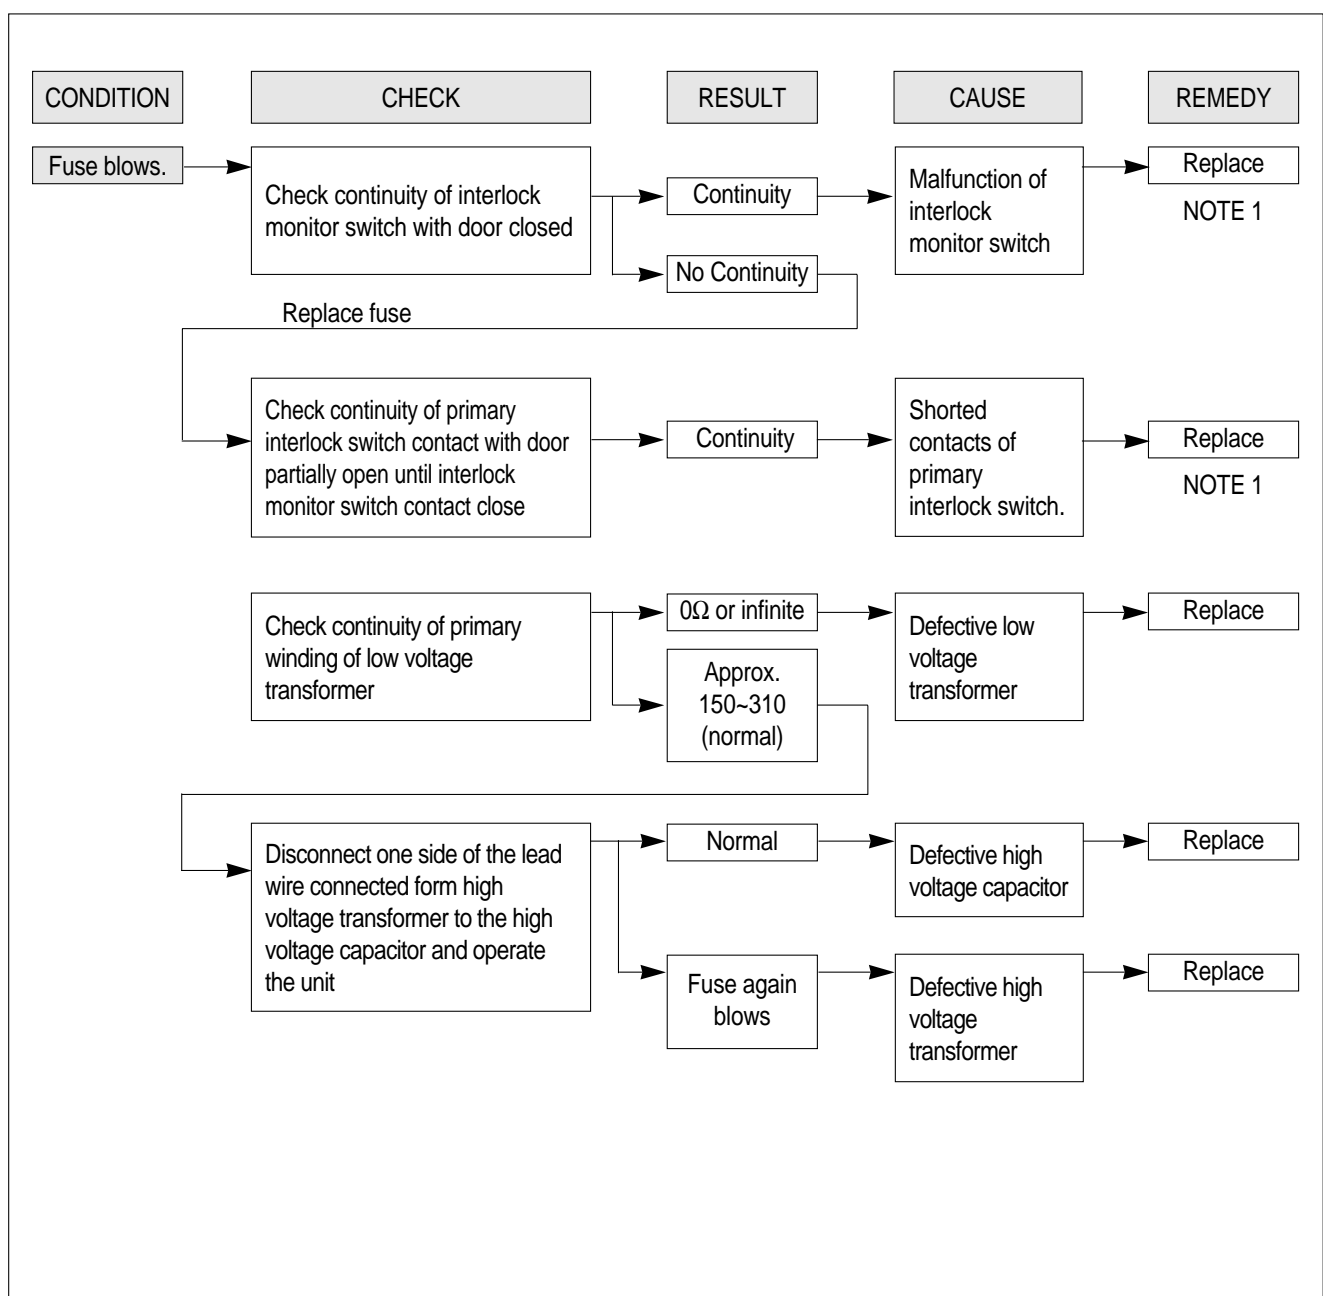 CONDITION
CHECK
RESULT
CAUSE
REMEDY
Fuse blows.
Check continuity of interlock
monitor switch with door closed
Continuity
Malfunction of
interlock
monitor switch
Replace
NOTE 1
No Continuity
Replace fuse
Check continuity of primary
interlock switch contact with door
partially open until interlock
monitor switch contact close
Continuity
Shorted
contacts of
primary
interlock switch.
Replace
NOTE 1
Check continuity of primary
winding of low voltage
transformer
0Ω or infinite
Defective low
voltage
transformer
Replace
Approx.
150~310
(normal)
Disconnect one side of the lead
wire connected form high
voltage transformer to the high
voltage capacitor and operate
the unit
Normal
Defective high
voltage capacitor
Replace
Fuse again
blows
Defective high
voltage
transformer
Replace